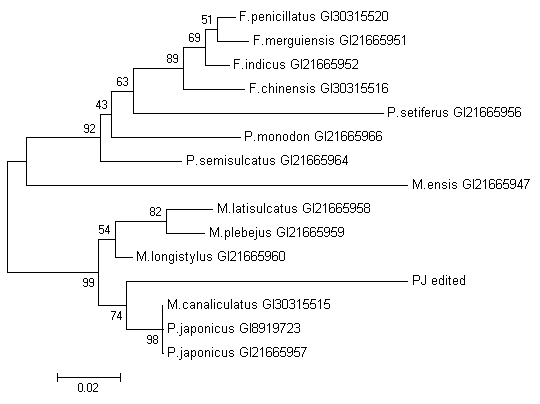 51
F.penicillatus GI30315520
69
F.merguiensis GI21665951
89
F.indicus GI21665952
63
F.chinensis GI30315516
43
P.setiferus GI21665956
92
P.monodon GI21665966
P.semisulcatus GI21665964
M.ensis GI21665947
82
M.latisulcatus GI21665958
54
M.plebejus GI21665959
M.longistylus GI21665960
99
PJ edited
74
M.canaliculatus GI30315515
P.japonicus GI8919723
98
P.japonicus GI21665957
0.02